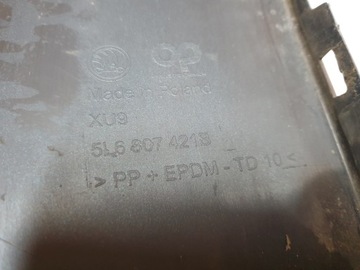 Made in Poland
XU9
5L6 807 421B
> PP + EPDM - TD 10 <